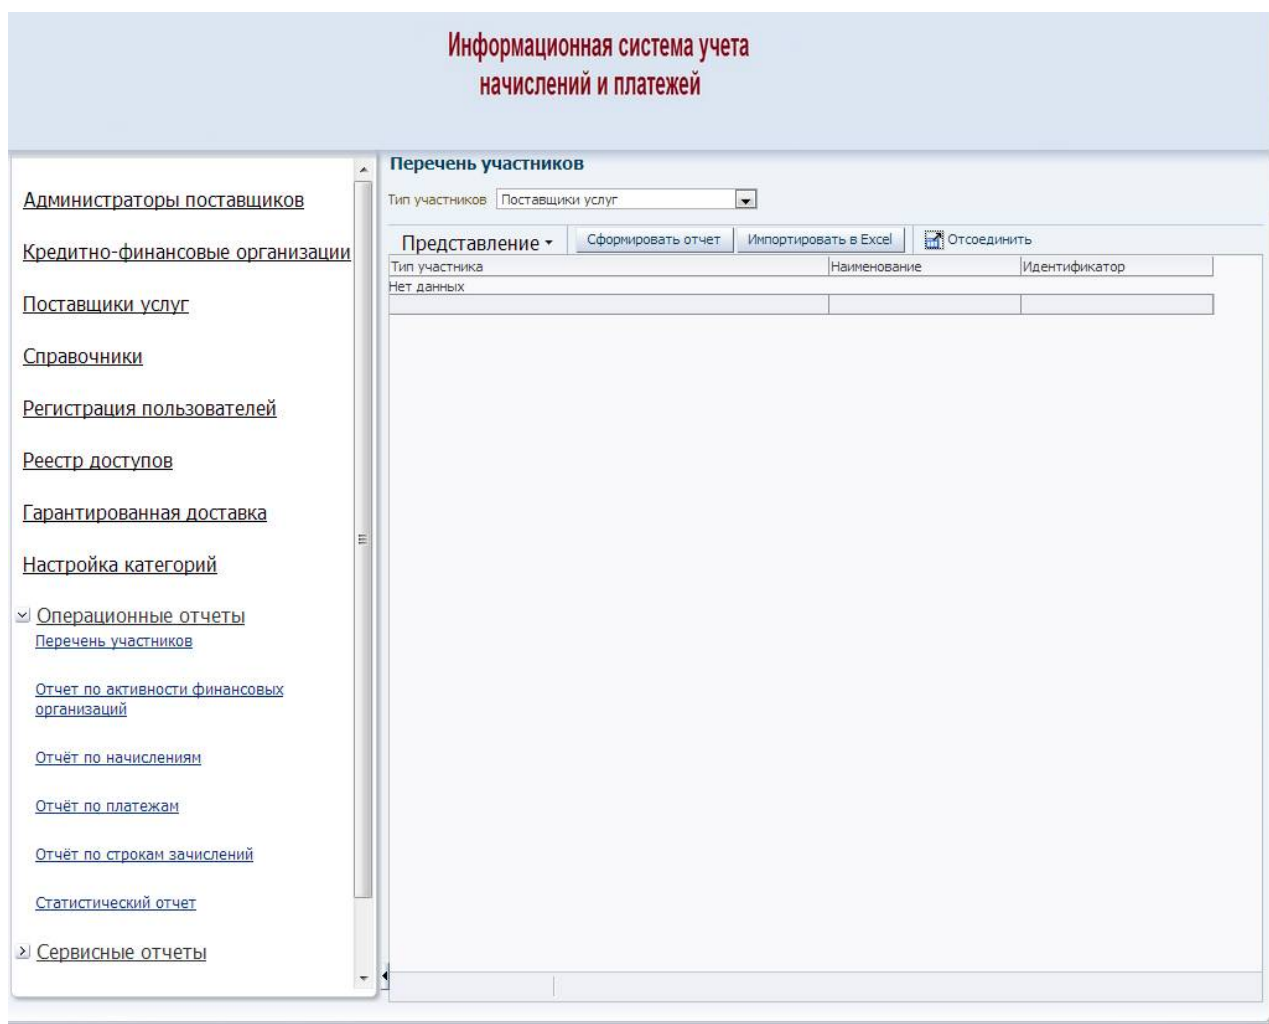 Информационная система учета
начислений и платежей
Администраторы поставщиков
Кредитно-финансовые организации
Поставщики услуг
Справочники
Регистрация пользователей
Реестр доступов
Гарантированная доставка
Настройка категорий
Операционные отчеты
Перечень участников
Отчет по активности финансовых
организаций
Отчёт по начислениям
Отчёт по платежам
Отчёт по строкам зачислений
Статистический отчет
Сервисные отчеты
Перечень участников
Тип участников Поставщики услуг
Представление Сформировать отчет Импортировать в Excel Отсоединить
Тип участника Наименование Идентификатор
Нет данных